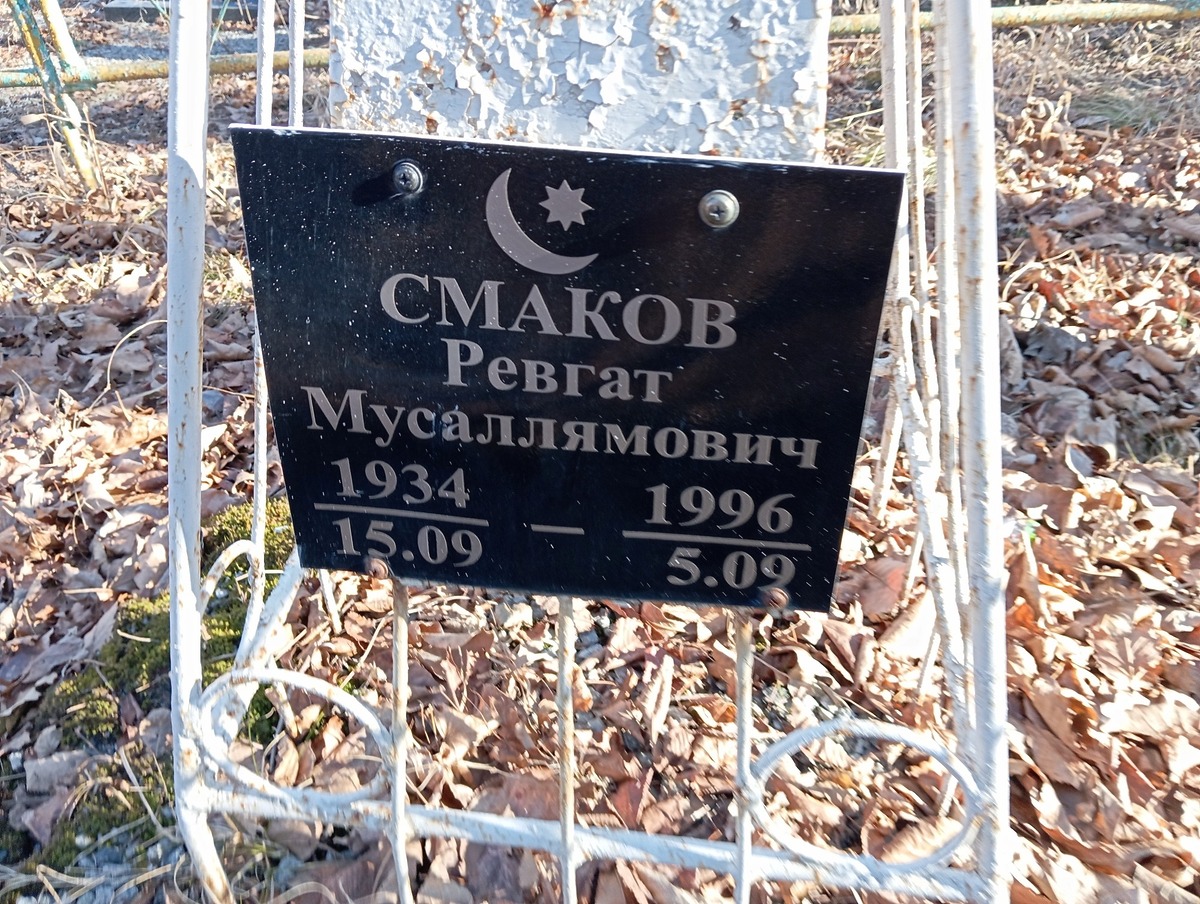 СМАКОВ
Ревгат
Мусаллямович
1934 — 1996
15.09 5.09